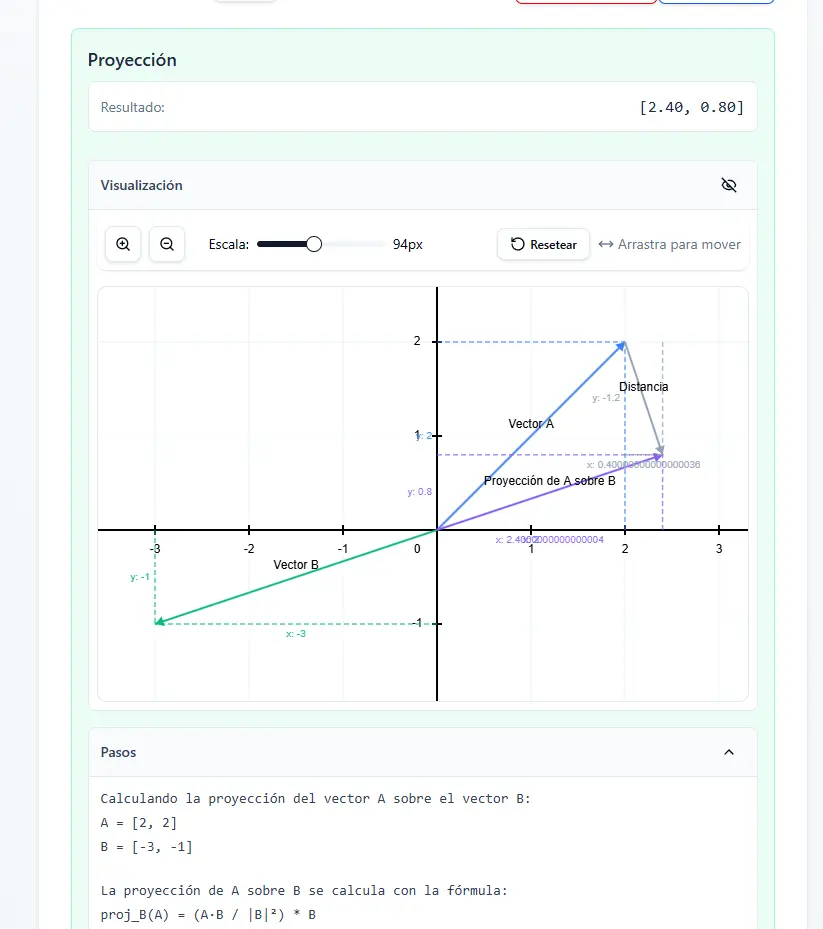 Proyección
Resultado: [2.40, 0.80]
Visualización
Escala: 94px Resetear Arrastra para mover
2
Distancia
y: -1.2
Vector A
1 y: 2
x: 0.40000000000000036
Proyección de A sobre B
y: 0.8
x: 2.4000000000000004
x: 2
-3 -2 -1 0 1 2 3
Vector B
y: -1
-1
x: -3
Pasos
Calculando la proyección del vector A sobre el vector B:
A = [2, 2]
B = [-3, -1]
La proyección de A sobre B se calcula con la fórmula:
proj_B(A) = (A·B / |B|²) * B